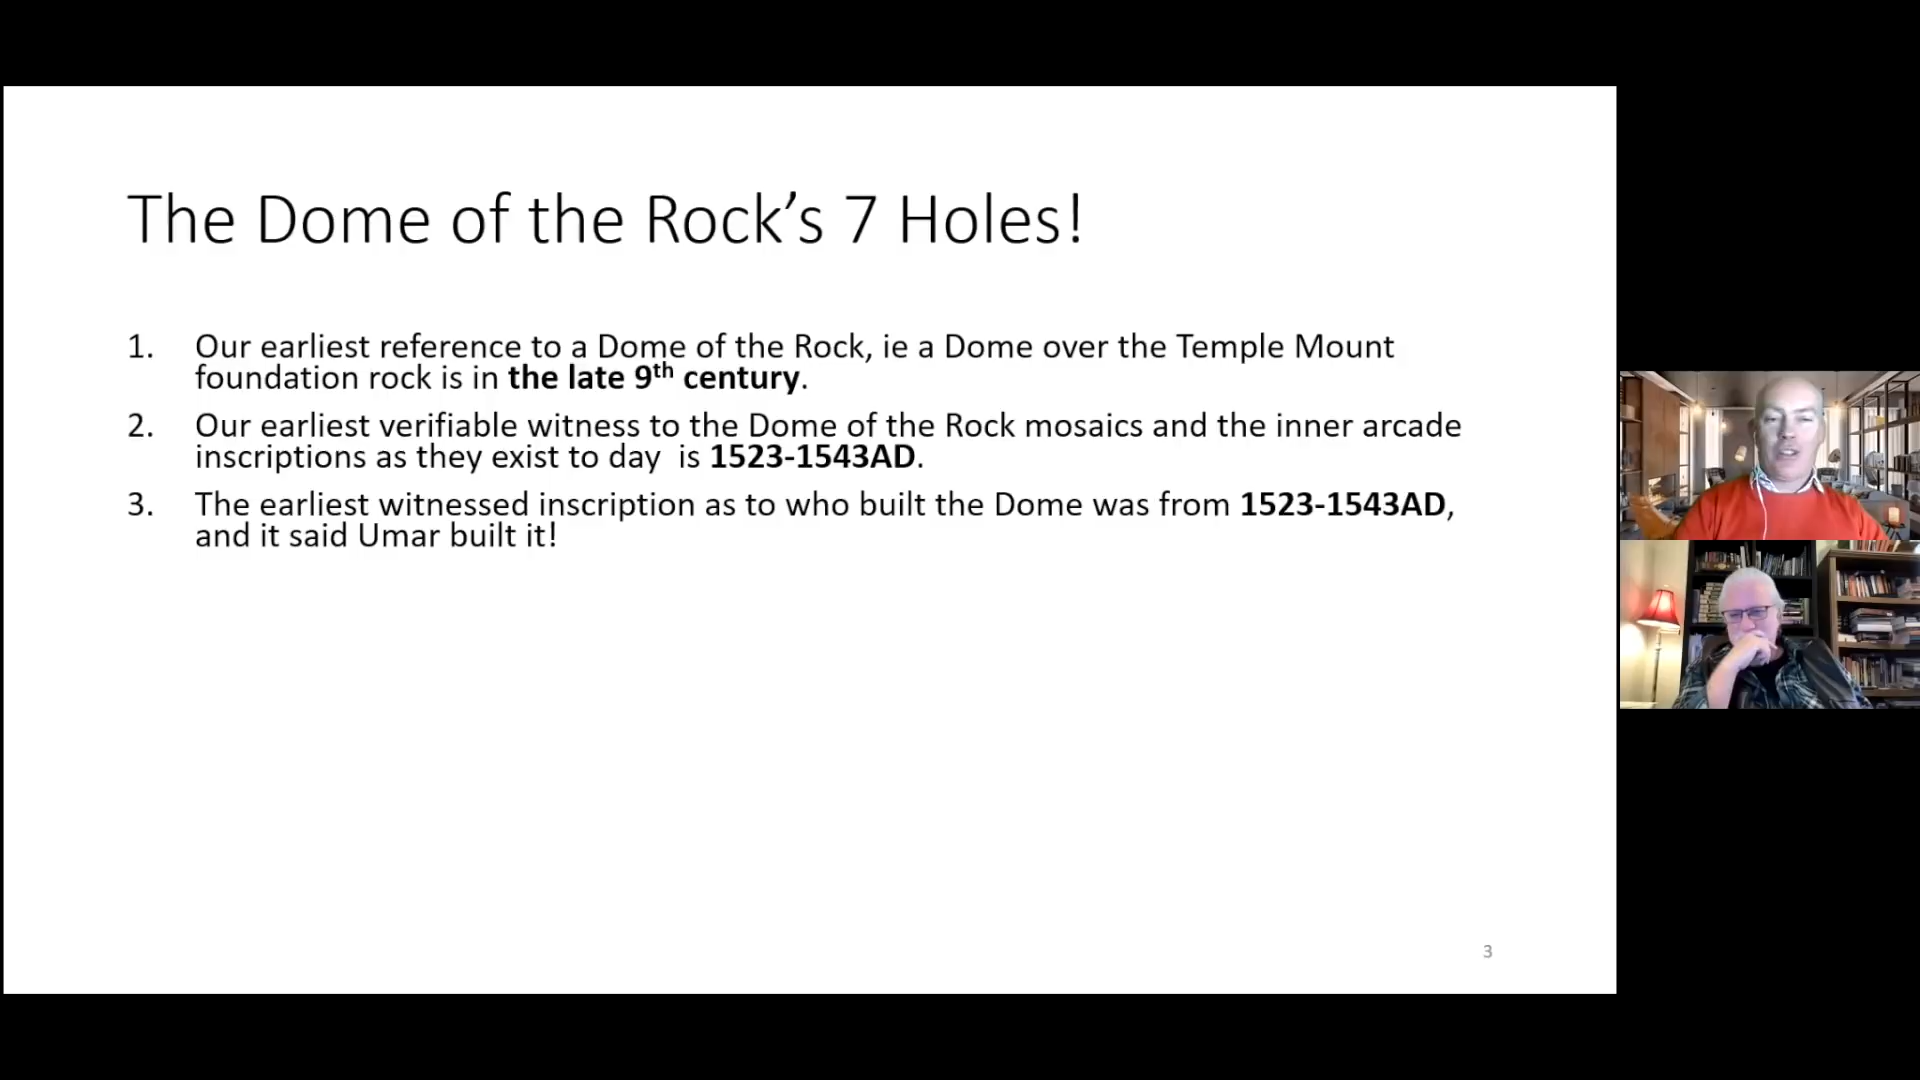 The Dome of the Rock’s 7 Holes!
1. Our earliest reference to a Dome of the Rock, ie a Dome over the Temple Mount
foundation rock is in the late 9th century.
2. Our earliest verifiable witness to the Dome of the Rock mosaics and the inner arcade
inscriptions as they exist to day is 1523-1543AD.
3. The earliest witnessed inscription as to who built the Dome was from 1523-1543AD,
and it said Umar built it!
3